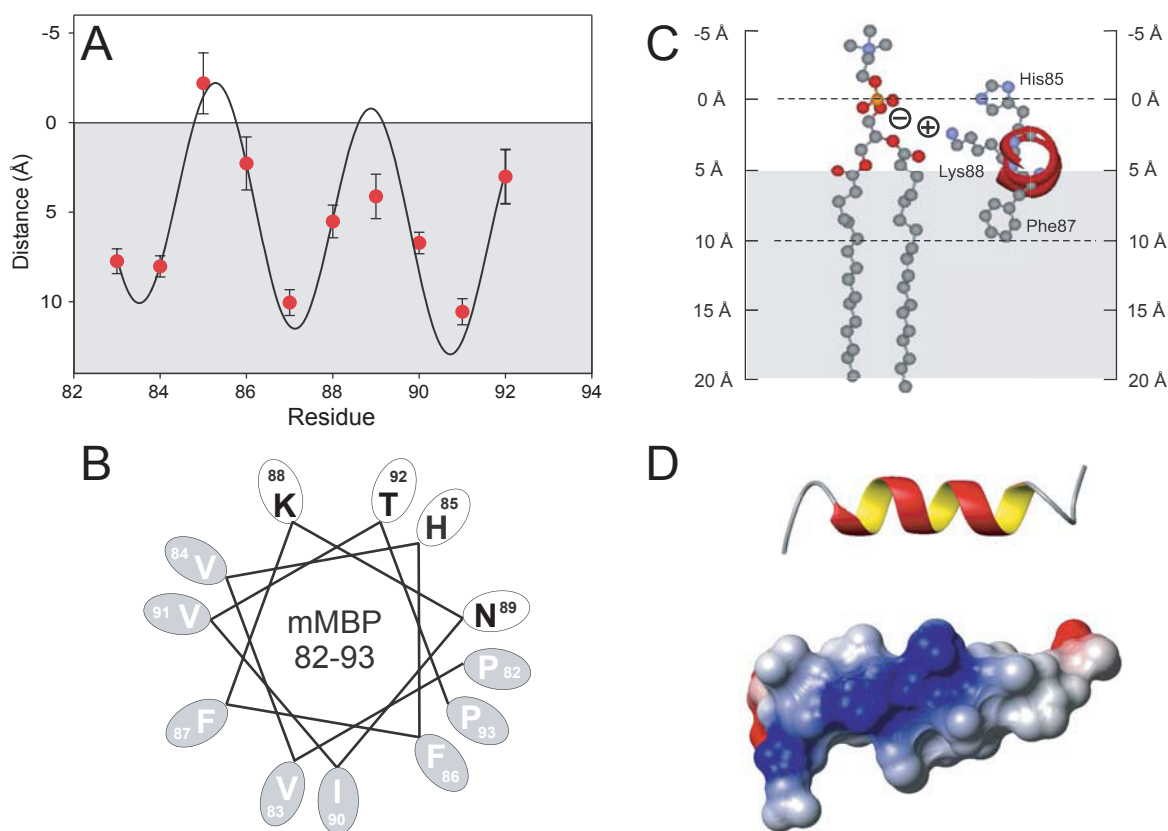 A
-5
0
5
10
Distance (Å)
82 84 86 88 90 92 94
Residue
B
88
K
92
T
85
H
84 V
91 V
N 89
mMBP
82-93
P 82
P
93
87 F
F
86
V
83
I
90
C
-5 Å
0 Å
5 Å
10 Å
15 Å
20 Å
His85
Lys88
Phe87
− +
-5 Å
0 Å
5 Å
10 Å
15 Å
20 Å
D